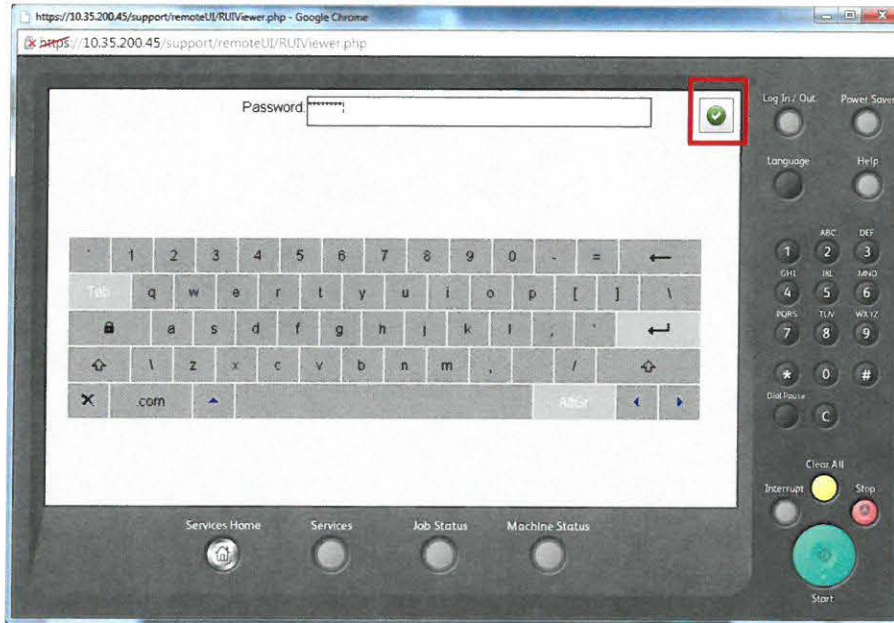 https://10.35.200.45/support/remoteUI/RUIViewer.php - Google Chrome
https://10.35.200.45/support/remoteUI/RUIViewer.php
Password: ********
Log In / Out
Power Saver
Language
Help
` 1 2 3 4 5 6 7 8 9 0 - =
Tab q w e r t y u i o p [ ] \
a s d f g h j k l ; '
\ z x c v b n m , /
.com AltGr
1 ABC 2 DEF 3
GHI 4 JKL 5 MNO 6
PQRS 7 TUV 8 WXYZ 9
* 0 #
Dial Pause
C
Clear All
Interrupt
Stop
Services Home
Services
Job Status
Machine Status
Start